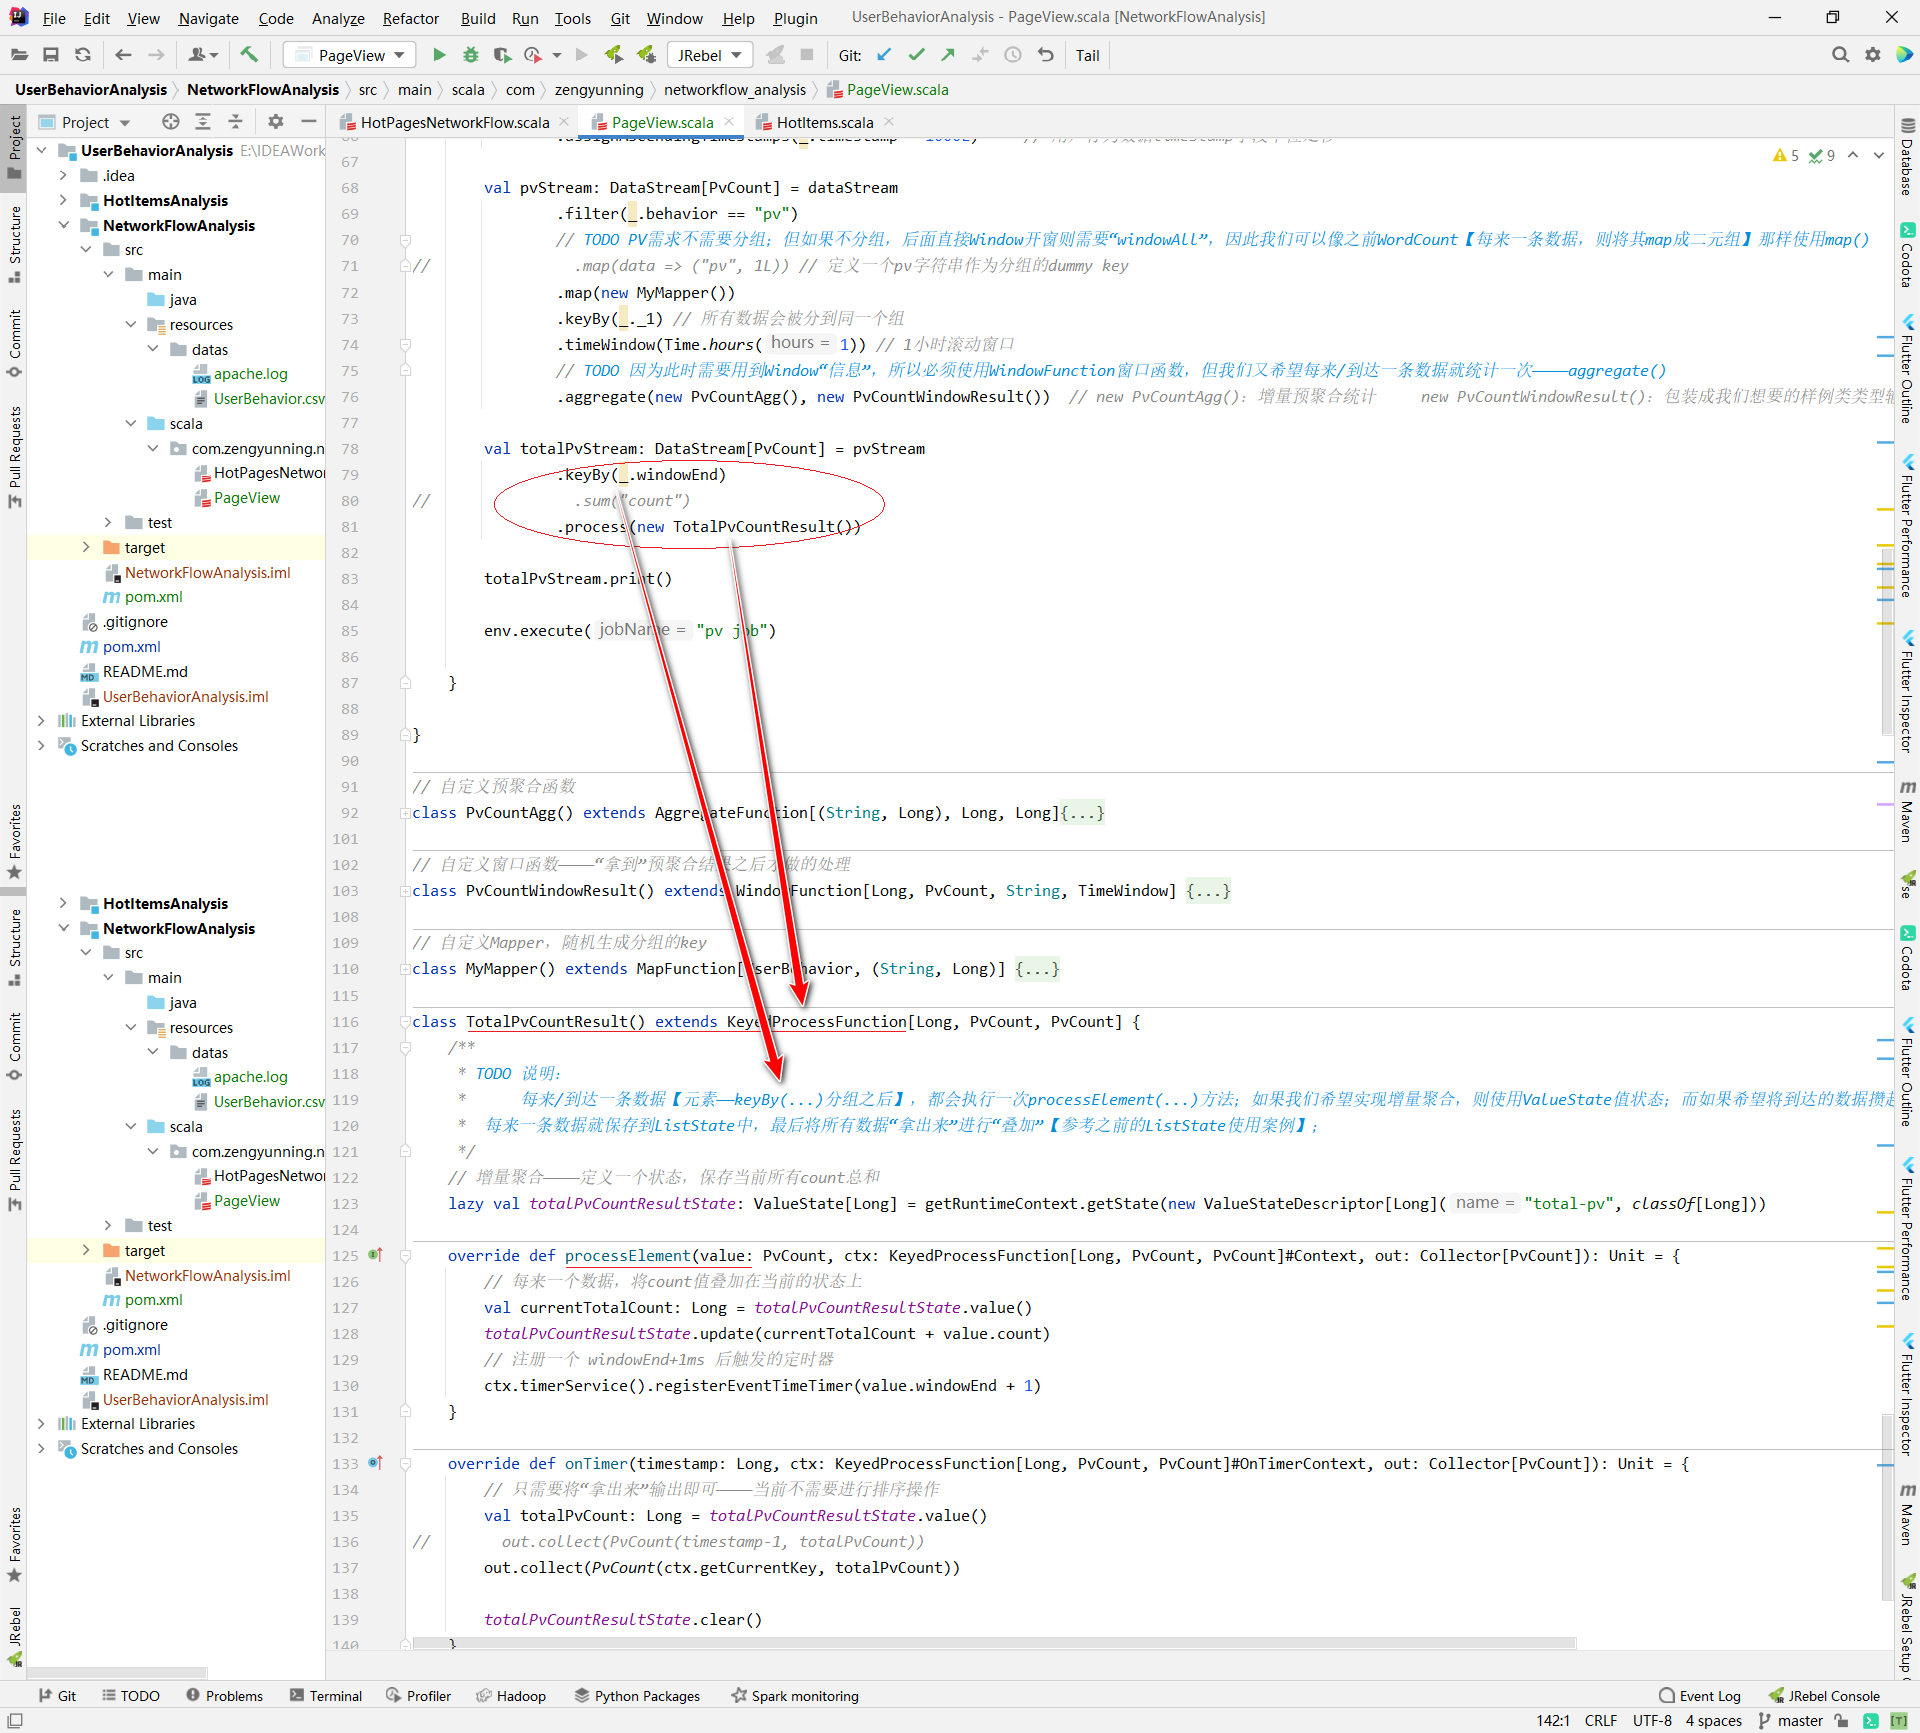 File Edit View Navigate Code Analyze Refactor Build Run Tools Git Window Help Plugin UserBehaviorAnalysis - PageView.scala [NetworkFlowAnalysis]
PageView JRebel Git: Tail
UserBehaviorAnalysis NetworkFlowAnalysis src main scala com zengyunning networkflow_analysis PageView.scala
Project
HotPagesNetworkFlow.scala PageView.scala HotItems.scala
5 9
UserBehaviorAnalysis E:\IDEAWork
.idea
HotItemsAnalysis
NetworkFlowAnalysis
src
main
java
resources
datas
apache.log
UserBehavior.csv
scala
com.zengyunning.n
HotPagesNetwor
PageView
test
target
NetworkFlowAnalysis.iml
pom.xml
.gitignore
pom.xml
README.md
UserBehaviorAnalysis.iml
External Libraries
Scratches and Consoles
HotItemsAnalysis
NetworkFlowAnalysis
src
main
java
resources
datas
apache.log
UserBehavior.csv
scala
com.zengyunning.n
HotPagesNetwor
PageView
test
target
NetworkFlowAnalysis.iml
pom.xml
.gitignore
pom.xml
README.md
UserBehaviorAnalysis.iml
External Libraries
Scratches and Consoles
Project
Structure
Commit
Pull Requests
Favorites
Structure
Commit
Pull Requests
Favorites
JRebel
67
68 val pvStream: DataStream[PvCount] = dataStream
69 .filter(_.behavior == "pv")
70 // TODO PV需求不需要分组；但如果不分组，后面直接Window开窗则需要“windowAll”，因此我们可以像之前WordCount【每来一条数据，则将其map成二元组】那样使用map()
71 // .map(data => ("pv", 1L)) // 定义一个pv字符串作为分组的dummy key
72 .map(new MyMapper())
73 .keyBy(_._1) // 所有数据会被分到同一个组
74 .timeWindow(Time.hours( hours = 1)) // 1小时滚动窗口
75 // TODO 因为此时需要用到Window“信息”，所以必须使用WindowFunction窗口函数，但我们又希望每来/到达一条数据就统计一次————aggregate()
76 .aggregate(new PvCountAgg(), new PvCountWindowResult()) // new PvCountAgg()：增量预聚合统计 new PvCountWindowResult()：包装成我们想要的样例类类型输
77
78 val totalPvStream: DataStream[PvCount] = pvStream
79 .keyBy(_.windowEnd)
80 // .sum("count")
81 .process(new TotalPvCountResult())
82
83 totalPvStream.print()
84
85 env.execute( jobName = "pv job")
86
87 }
88
89 }
90
91 // 自定义预聚合函数
92 class PvCountAgg() extends AggregateFunction[(String, Long), Long, Long]{...}
101
102 // 自定义窗口函数————“拿到”预聚合结果之后才做的处理
103 class PvCountWindowResult() extends WindowFunction[Long, PvCount, String, TimeWindow] {...}
108
109 // 自定义Mapper，随机生成分组的key
110 class MyMapper() extends MapFunction[UserBehavior, (String, Long)] {...}
115
116 class TotalPvCountResult() extends KeyedProcessFunction[Long, PvCount, PvCount] {
117 /**
118 * TODO 说明：
119 * 每来/到达一条数据【元素——keyBy(...)分组之后】，都会执行一次processElement(...)方法；如果我们希望实现增量聚合，则使用ValueState值状态；而如果希望将到达的数据攒起
120 * 每来一条数据就保存到ListState中，最后将所有数据“拿出来”进行“叠加”【参考之前的ListState使用案例】；
121 */
122 // 增量聚合————定义一个状态，保存当前所有count总和
123 lazy val totalPvCountResultState: ValueState[Long] = getRuntimeContext.getState(new ValueStateDescriptor[Long]( name = "total-pv", classOf[Long]))
124
125 override def processElement(value: PvCount, ctx: KeyedProcessFunction[Long, PvCount, PvCount]#Context, out: Collector[PvCount]): Unit = {
126 // 每来一个数据，将count值叠加在当前的状态上
127 val currentTotalCount: Long = totalPvCountResultState.value()
128 totalPvCountResultState.update(currentTotalCount + value.count)
129 // 注册一个 windowEnd+1ms 后触发的定时器
130 ctx.timerService().registerEventTimeTimer(value.windowEnd + 1)
131 }
132
133 override def onTimer(timestamp: Long, ctx: KeyedProcessFunction[Long, PvCount, PvCount]#OnTimerContext, out: Collector[PvCount]): Unit = {
134 // 只需要将“拿出来”输出即可————当前不需要进行排序操作
135 val totalPvCount: Long = totalPvCountResultState.value()
136 // out.collect(PvCount(timestamp-1, totalPvCount))
137 out.collect(PvCount(ctx.getCurrentKey, totalPvCount))
138
139 totalPvCountResultState.clear()
140 }
Database
Codota
Flutter Outline
Flutter Performance
Flutter Inspector
Maven
se
Codota
Flutter Outline
Flutter Performance
Flutter Inspector
Maven
JRebel Setup
Git TODO Problems Terminal Profiler Hadoop Python Packages Spark monitoring Event Log JRebel Console
142:1 CRLF UTF-8 4 spaces master